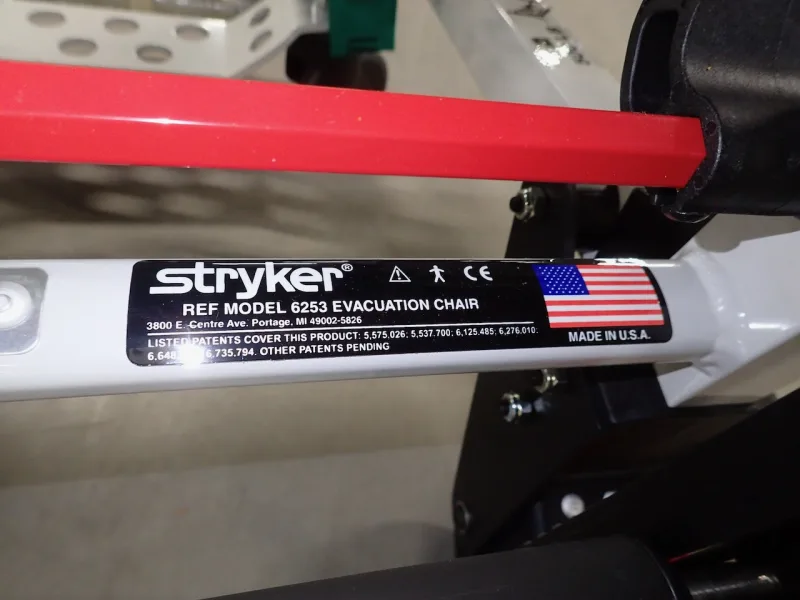 stryker®
CE
REF MODEL 6253 EVACUATION CHAIR
3800 E. Centre Ave. Portage, MI 49002-5826
LISTED PATENTS COVER THIS PRODUCT: 5,575,026; 5,537,700; 6,125,485; 6,276,010;
6,735,794. OTHER PATENTS PENDING
MADE IN U.S.A.